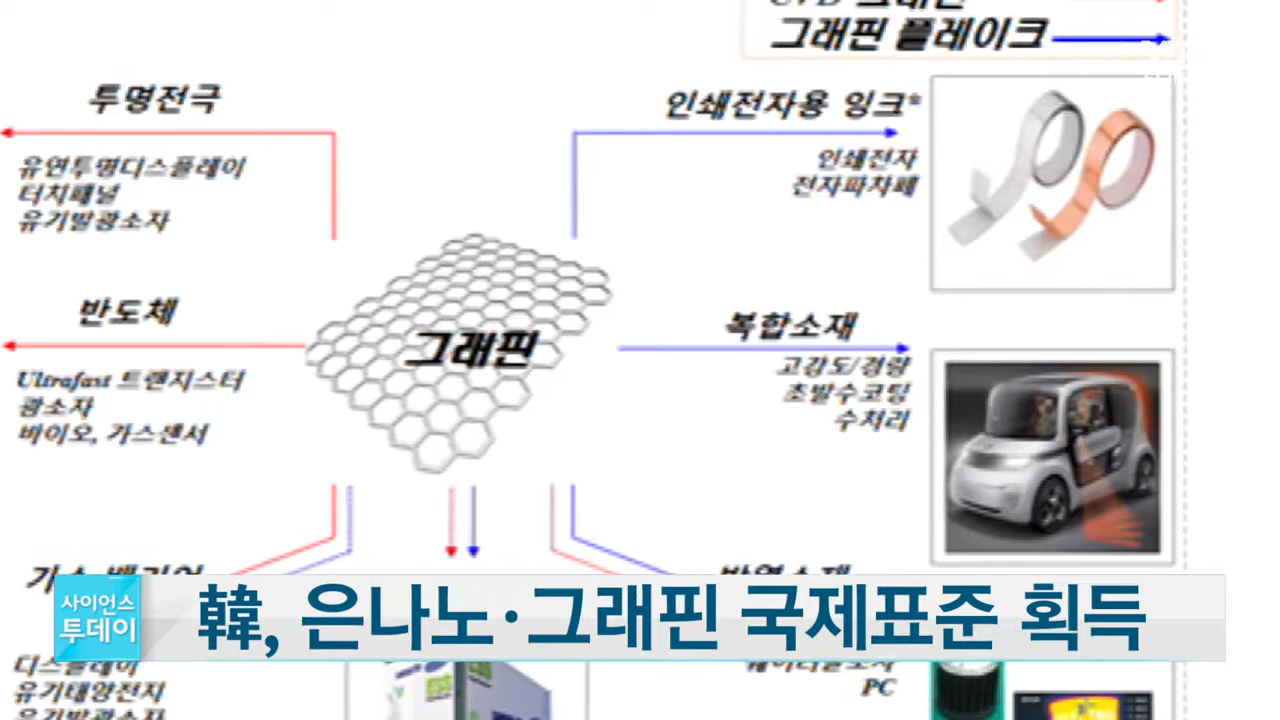 그래핀 플레이크
투명전극
인쇄전자용 잉크*
유연투명디스플레이
터치패널
유기발광소자
인쇄전자
전자파차폐
반도체
복합소재
그래핀
Ultrafast 트랜지스터
광소자
바이오, 가스센서
고강도/경량
초발수코팅
수처리
사이언스
투데이
韓, 은나노·그래핀 국제표준 획득
디스플레이
유기태양전지
유기발광소자
PC